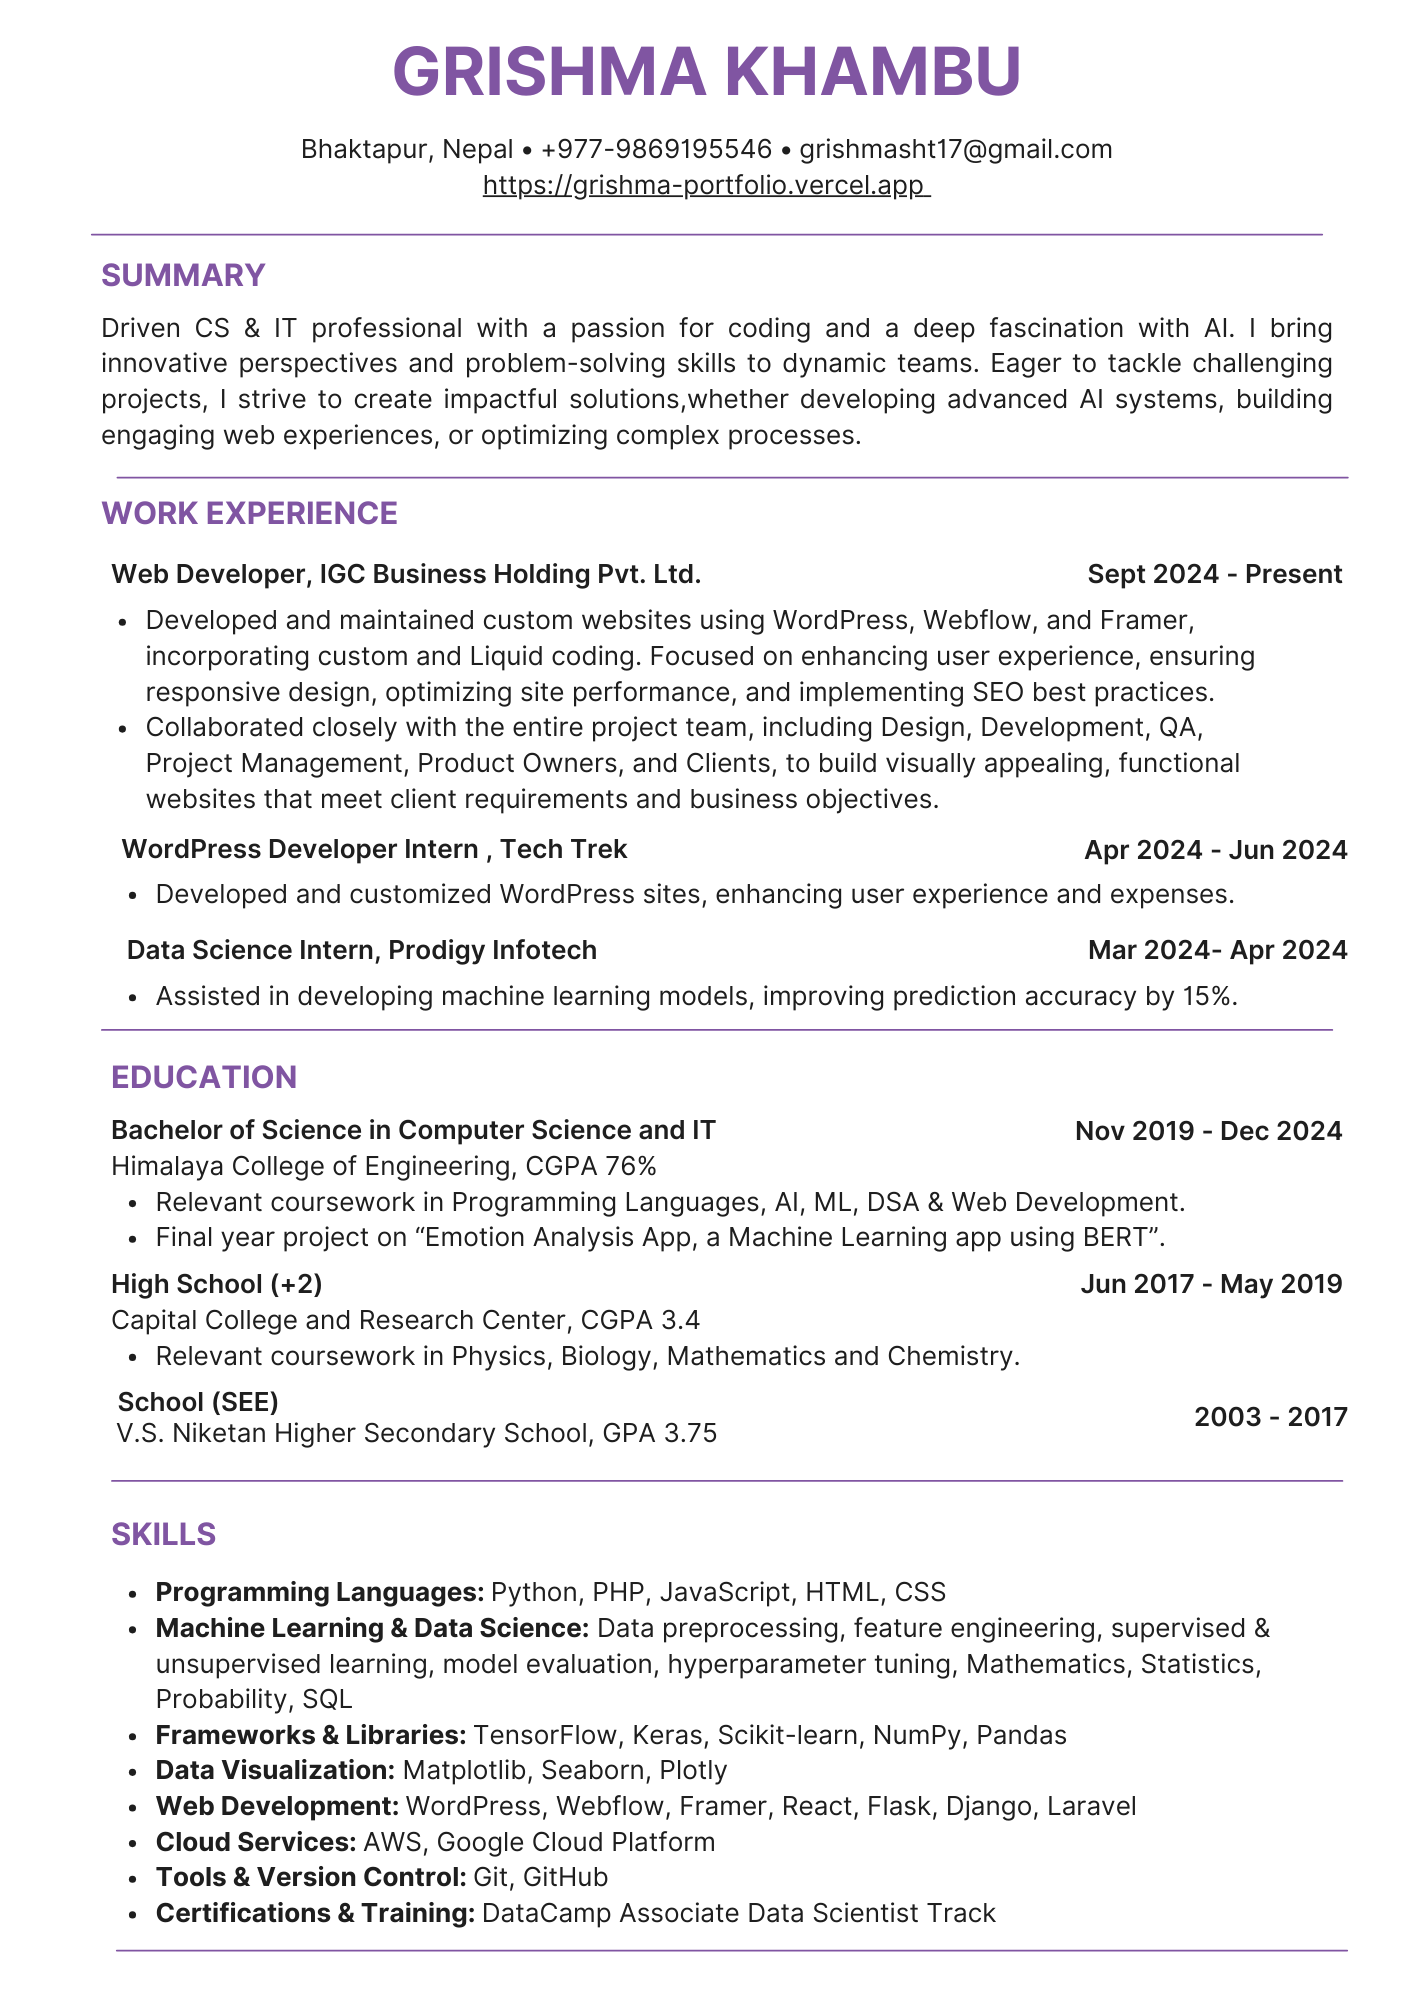 GRISHMA KHAMBU
Bhaktapur, Nepal • +977-9869195546 • grishmasht17@gmail.com
https://grishma-portfolio.vercel.app
SUMMARY
Driven CS & IT professional with a passion for coding and a deep fascination with AI. I bring
innovative perspectives and problem-solving skills to dynamic teams. Eager to tackle challenging
projects, I strive to create impactful solutions,whether developing advanced AI systems, building
engaging web experiences, or optimizing complex processes.
WORK EXPERIENCE
Web Developer, IGC Business Holding Pvt. Ltd. Sept 2024 - Present
• Developed and maintained custom websites using WordPress, Webflow, and Framer,
incorporating custom and Liquid coding. Focused on enhancing user experience, ensuring
responsive design, optimizing site performance, and implementing SEO best practices.
• Collaborated closely with the entire project team, including Design, Development, QA,
Project Management, Product Owners, and Clients, to build visually appealing, functional
websites that meet client requirements and business objectives.
WordPress Developer Intern , Tech Trek Apr 2024 - Jun 2024
• Developed and customized WordPress sites, enhancing user experience and expenses.
Data Science Intern, Prodigy Infotech Mar 2024- Apr 2024
• Assisted in developing machine learning models, improving prediction accuracy by 15%.
EDUCATION
Bachelor of Science in Computer Science and IT Nov 2019 - Dec 2024
Himalaya College of Engineering, CGPA 76%
• Relevant coursework in Programming Languages, AI, ML, DSA & Web Development.
• Final year project on “Emotion Analysis App, a Machine Learning app using BERT”.
High School (+2) Jun 2017 - May 2019
Capital College and Research Center, CGPA 3.4
• Relevant coursework in Physics, Biology, Mathematics and Chemistry.
School (SEE) 2003 - 2017
V.S. Niketan Higher Secondary School, GPA 3.75
SKILLS
• Programming Languages: Python, PHP, JavaScript, HTML, CSS
• Machine Learning & Data Science: Data preprocessing, feature engineering, supervised &
unsupervised learning, model evaluation, hyperparameter tuning, Mathematics, Statistics,
Probability, SQL
• Frameworks & Libraries: TensorFlow, Keras, Scikit-learn, NumPy, Pandas
• Data Visualization: Matplotlib, Seaborn, Plotly
• Web Development: WordPress, Webflow, Framer, React, Flask, Django, Laravel
• Cloud Services: AWS, Google Cloud Platform
• Tools & Version Control: Git, GitHub
• Certifications & Training: DataCamp Associate Data Scientist Track